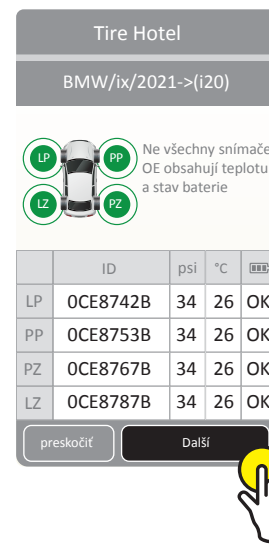 Tire Hotel
BMW/ix/2021->(i20)
LP PP
LZ PZ
Ne všechny snímače
OE obsahují teplotu
a stav baterie
ID psi °C
LP 0CE8742B 34 26 OK
PP 0CE8753B 34 26 OK
PZ 0CE8767B 34 26 OK
LZ 0CE8787B 34 26 OK
preskočiť Další